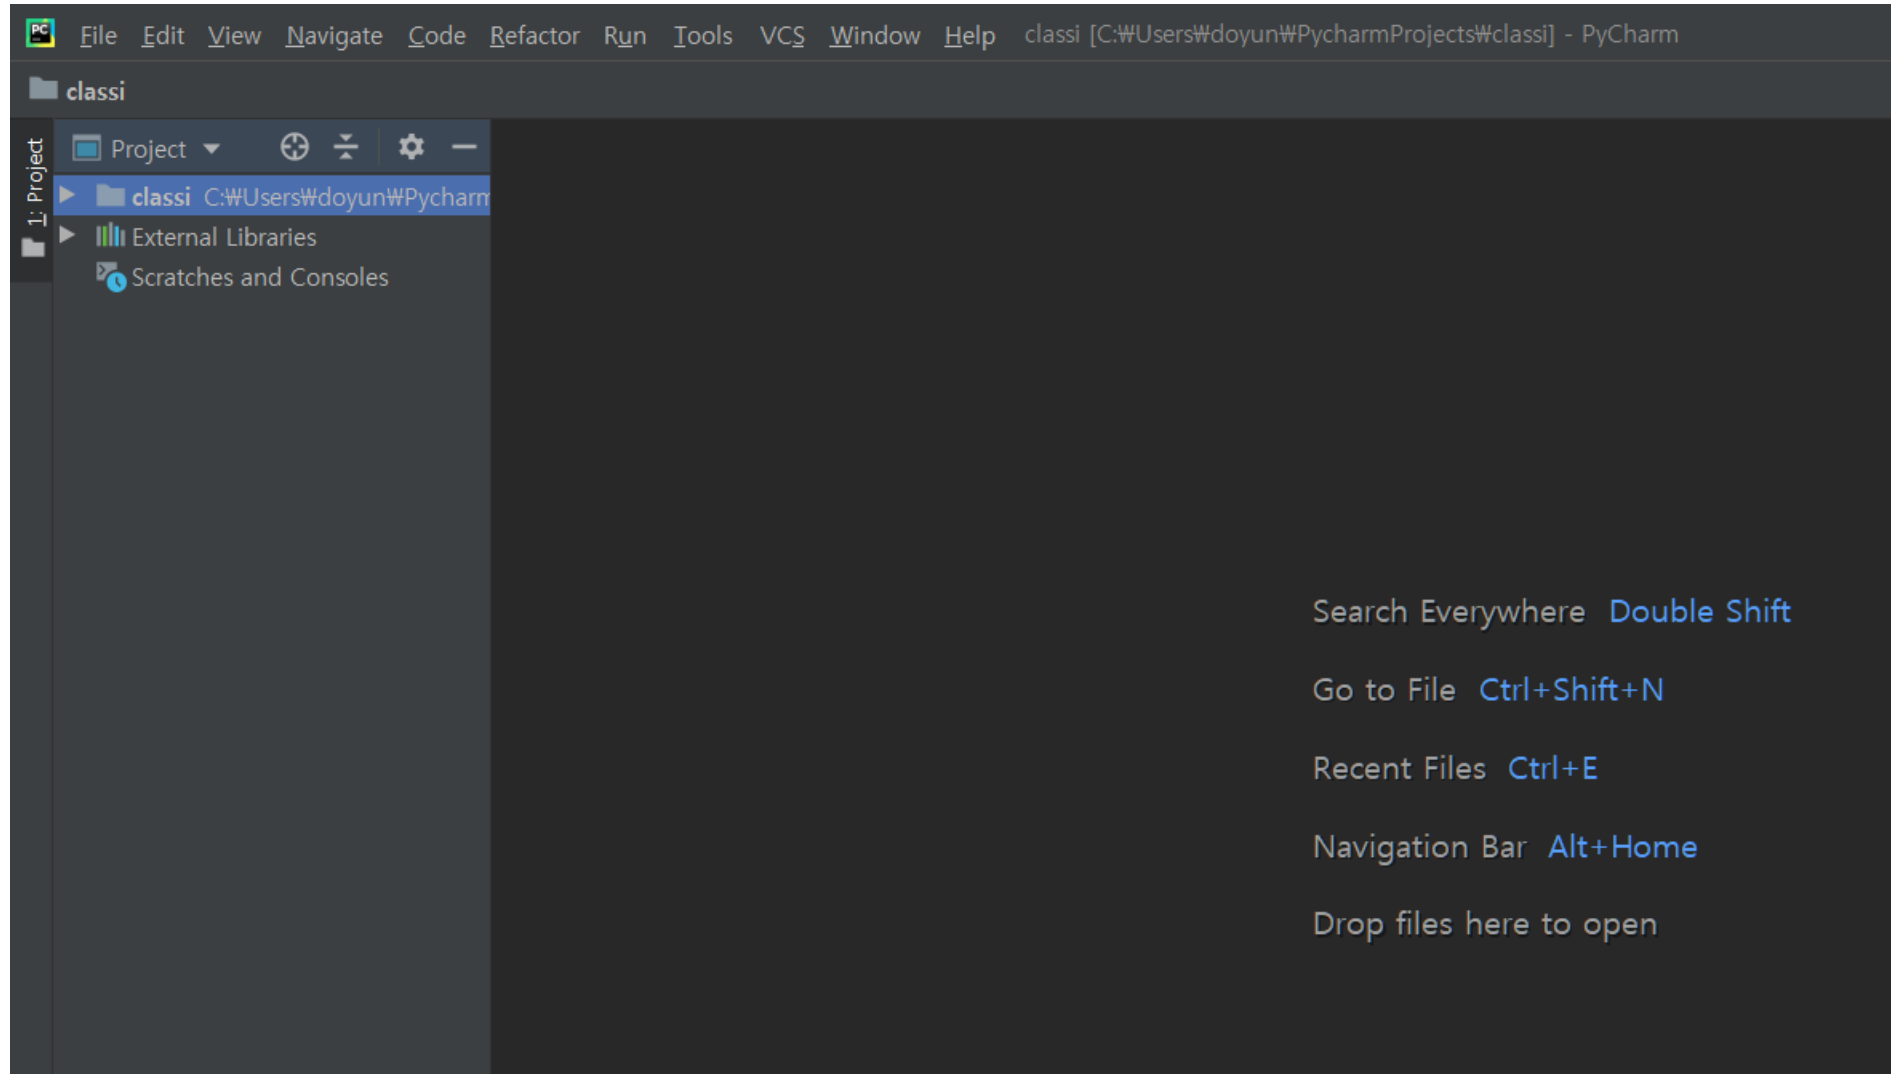 PC File Edit View Navigate Code Refactor Run Tools VCS Window Help classi [C:₩Users₩doyun₩PycharmProjects₩classi] - PyCharm
classi
1: Project
Project
classi C:₩Users₩doyun₩Pycharm
External Libraries
Scratches and Consoles
Search Everywhere Double Shift
Go to File Ctrl+Shift+N
Recent Files Ctrl+E
Navigation Bar Alt+Home
Drop files here to open